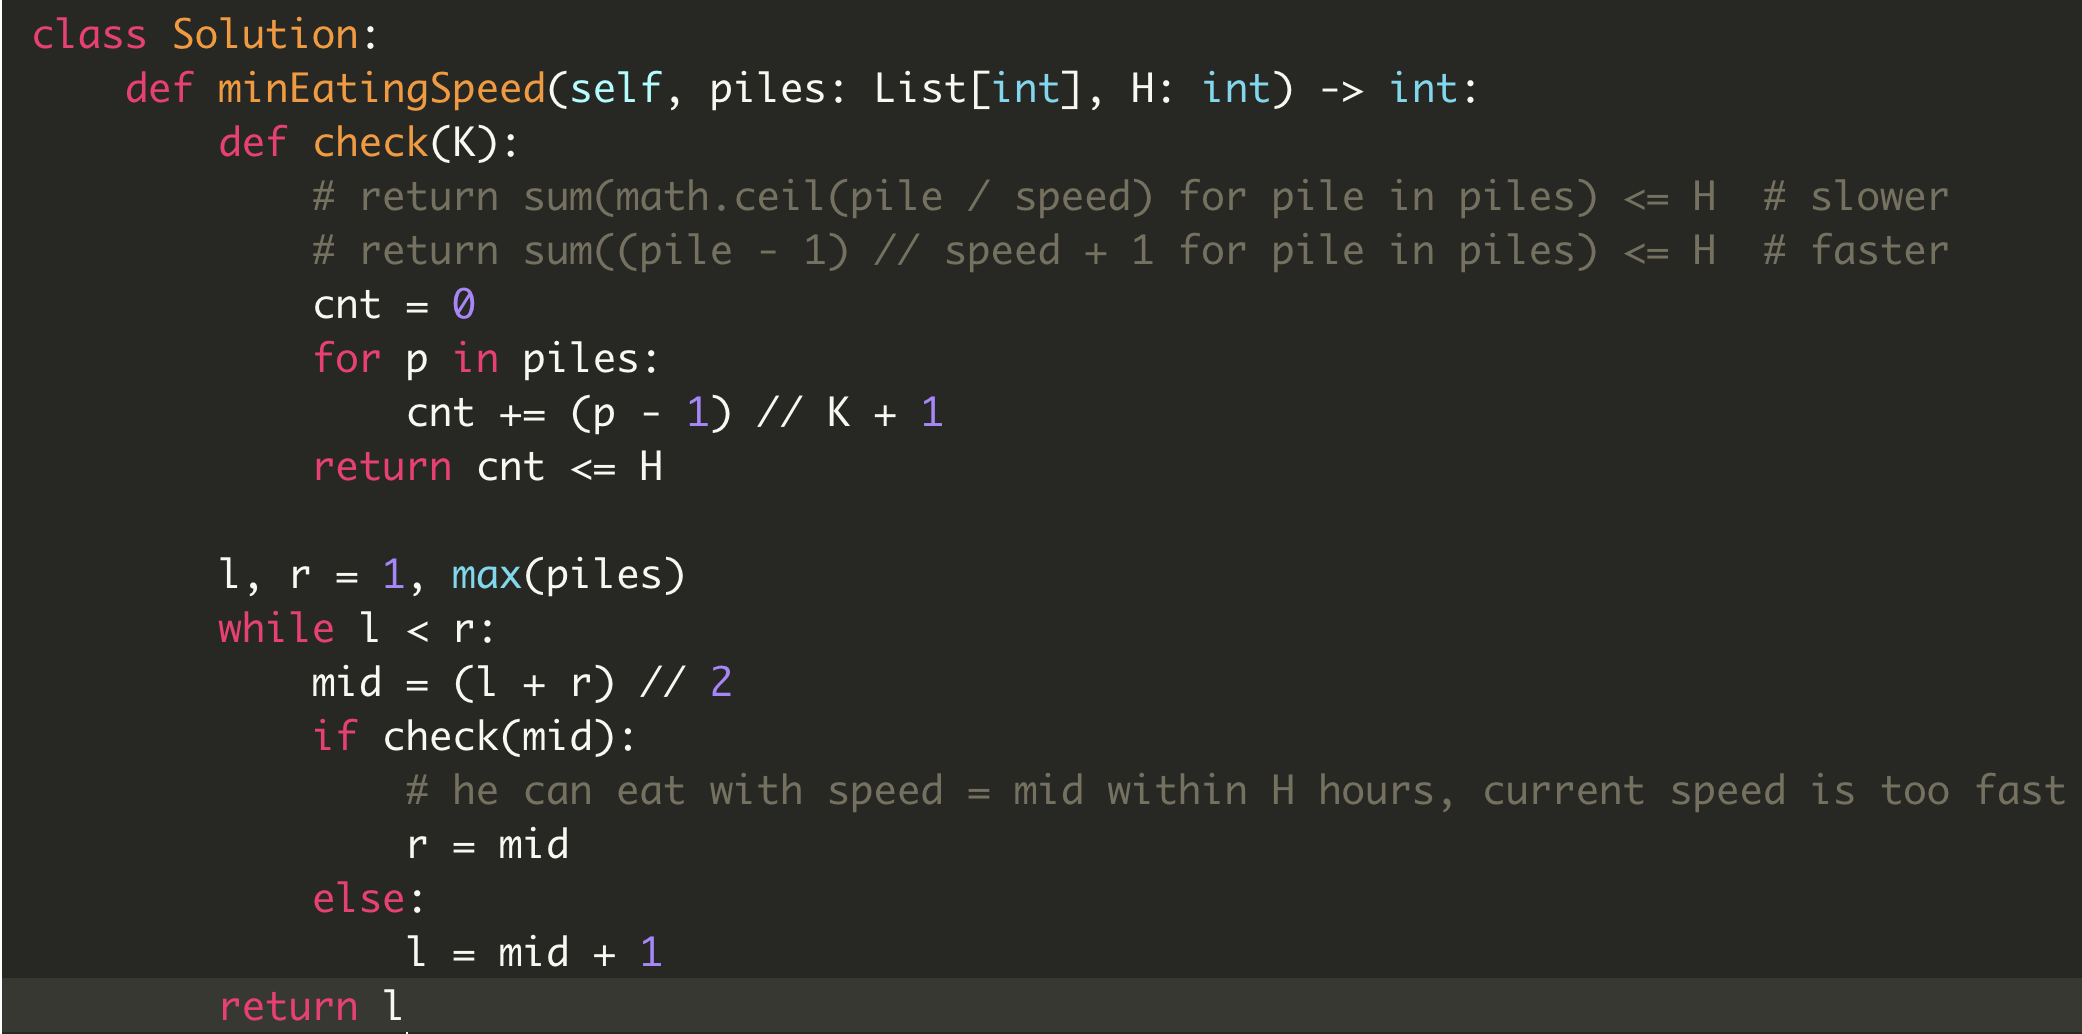 class Solution:
    def minEatingSpeed(self, piles: List[int], H: int) -> int:
        def check(K):
            # return sum(math.ceil(pile / speed) for pile in piles) <= H  # slower
            # return sum((pile - 1) // speed + 1 for pile in piles) <= H  # faster
            cnt = 0
            for p in piles:
                cnt += (p - 1) // K + 1
            return cnt <= H

        l, r = 1, max(piles)
        while l < r:
            mid = (l + r) // 2
            if check(mid):
                # he can eat with speed = mid within H hours, current speed is too fast
                r = mid
            else:
                l = mid + 1
        return l